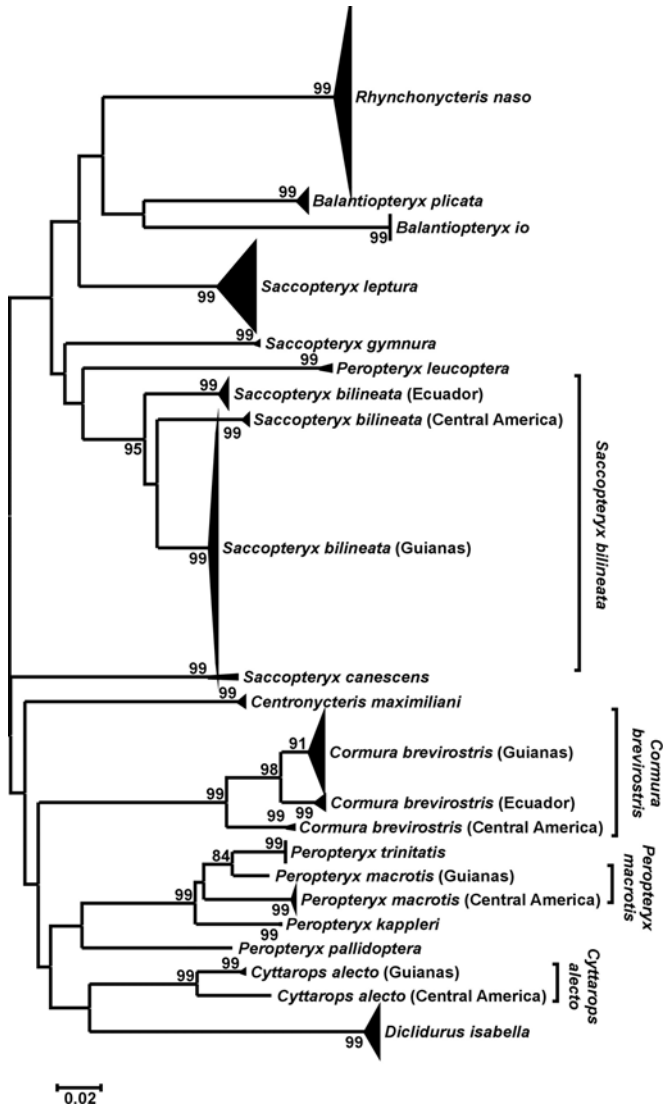 99 Rhynchonycteris naso
99 Balantiopteryx plicata
99 Balantiopteryx io
99 Saccopteryx leptura
99 Saccopteryx gymnura
99 Peropteryx leucoptera
99 Saccopteryx bilineata (Ecuador)
99 Saccopteryx bilineata (Central America)
95
99 Saccopteryx bilineata (Guianas)
Saccopteryx bilineata
99 Saccopteryx canescens
99 Centronycteris maximiliani
91 Cormura brevirostris (Guianas)
98
99 Cormura brevirostris (Ecuador)
99
99 Cormura brevirostris (Central America)
Cormura
brevirostris
99 Peropteryx trinitatis
84
Peropteryx macrotis (Guianas)
99 Peropteryx macrotis (Central America)
Peropteryx
macrotis
99
99 Peropteryx kappleri
Peropteryx pallidoptera
99 Cyttarops alecto (Guianas)
99
Cyttarops alecto (Central America)
Cyttarops
alecto
99 Diclidurus isabella
0.02